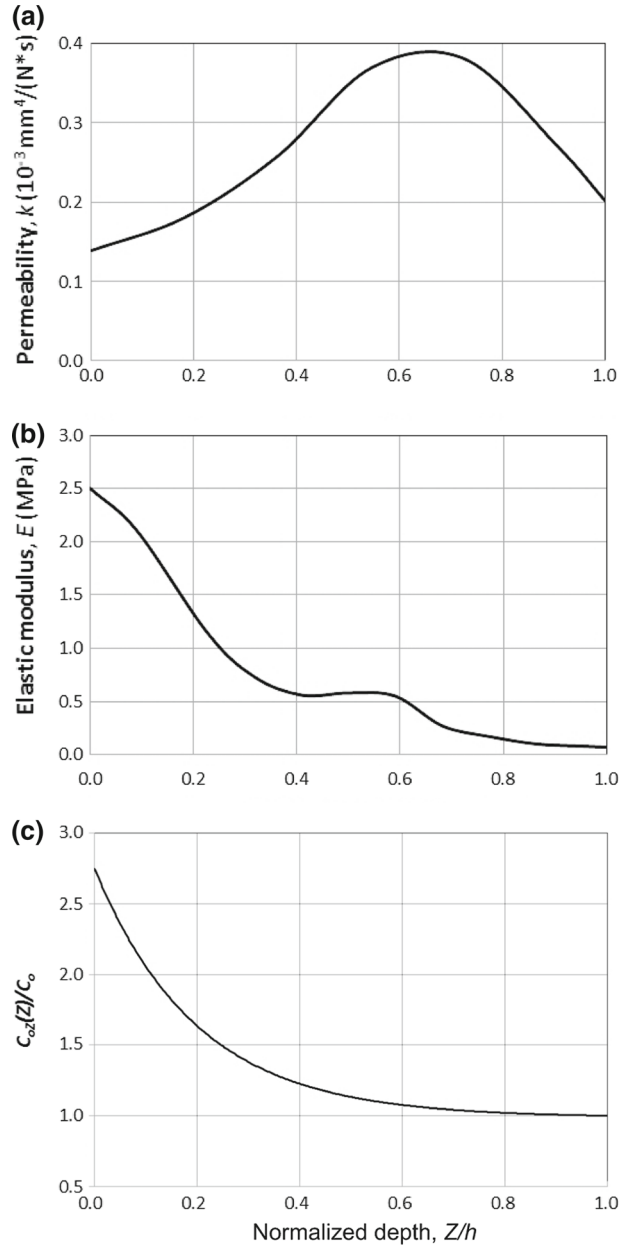 (a)
0.4
0.3
0.2
0.1
0.0
Permeability, k (10⁻³ mm⁴/(N*s)
0.0 0.2 0.4 0.6 0.8 1.0
(b)
3.0
2.5
2.0
1.5
1.0
0.5
0.0
Elastic modulus, E (MPa)
0.0 0.2 0.4 0.6 0.8 1.0
(c)
3.0
2.5
2.0
1.5
1.0
0.5
C_oZ(Z)/C_o
0.0 0.2 0.4 0.6 0.8 1.0
Normalized depth, Z/h